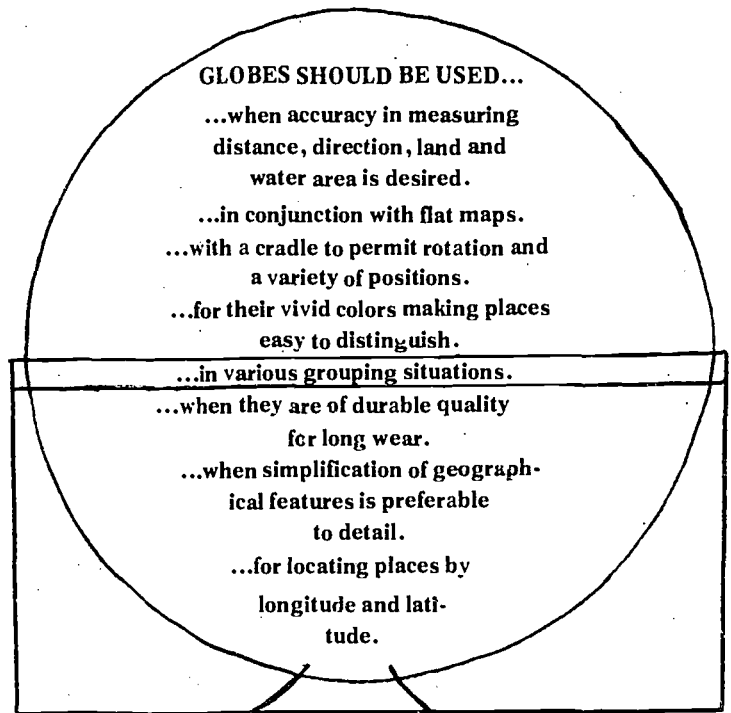 GLOBES SHOULD BE USED...
...when accuracy in measuring
distance, direction, land and
water area is desired.
...in conjunction with flat maps.
...with a cradle to permit rotation and
a variety of positions.
...for their vivid colors making places
easy to distinguish.
...in various grouping situations.
...when they are of durable quality
for long wear.
...when simplification of geograph-
ical features is preferable
to detail.
...for locating places by
longitude and lati-
tude.